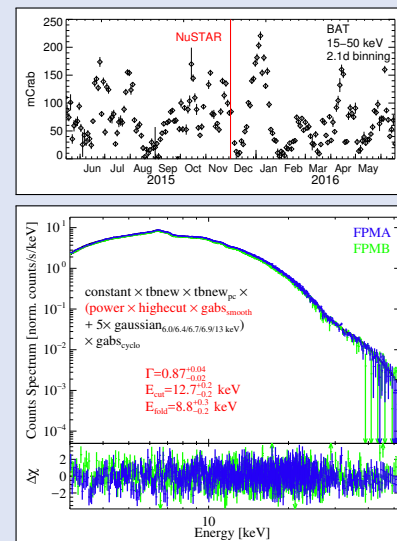 NuSTAR
BAT
15–50 keV
2.1d binning
mCrab
250
200
150
100
50
0
Jun Jul Aug Sep Oct Nov Dec Jan Feb Mar Apr May
2015 2016
FPMA
FPMB
Counts Spectrum [norm. counts/s/keV]
10^1
10^0
10^-1
10^-2
10^-3
10^-4
constant × tbnew × tbnew_pc ×
(power × highecut × gabs_smooth
+ 5× gaussian_6.0/6.4/6.7/6.9/13 keV)
× gabs_cyclo
Γ=0.87^+0.04_-0.02
E_cut=12.7^+0.2_-0.2 keV
E_fold=8.8^+0.3_-0.2 keV
Δχ
2
0
−2
10
Energy [keV]